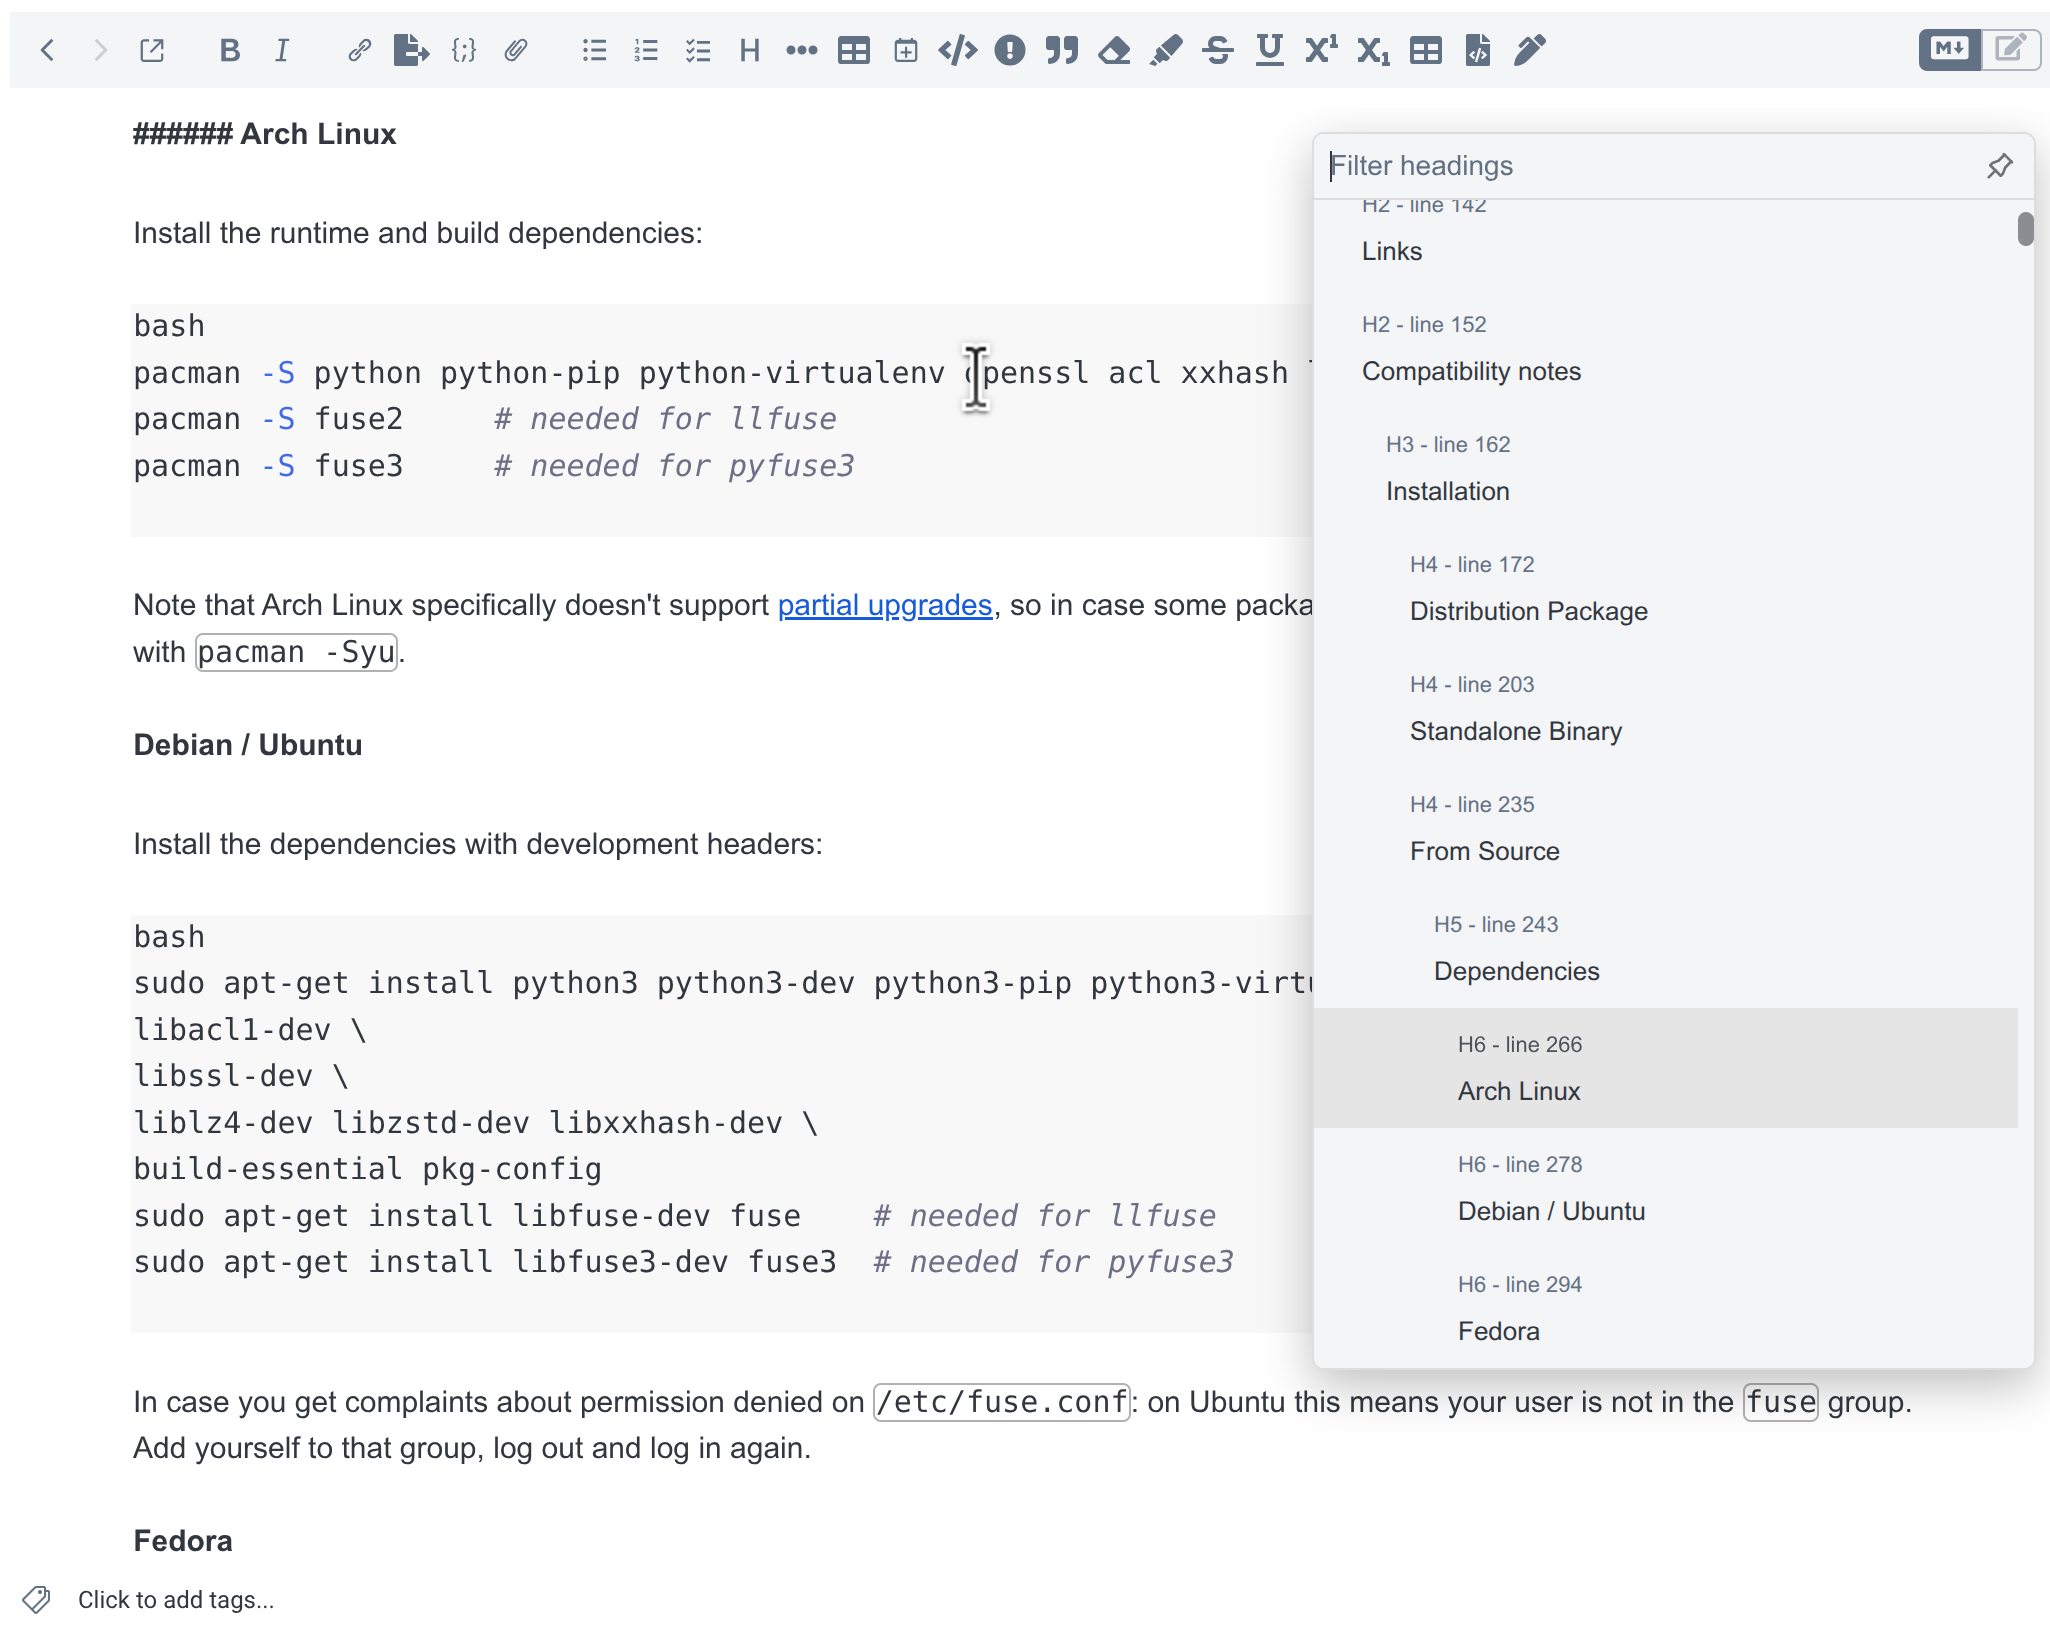 ###### Arch Linux
Install the runtime and build dependencies:
bash
pacman -S python python-pip python-virtualenv openssl acl xxhash
pacman -S fuse2     # needed for llfuse
pacman -S fuse3     # needed for pyfuse3
Note that Arch Linux specifically doesn't support partial upgrades, so in case some packa
with pacman -Syu.
Debian / Ubuntu
Install the dependencies with development headers:
bash
sudo apt-get install python3 python3-dev python3-pip python3-virtu
libacl1-dev \
libssl-dev \
liblz4-dev libzstd-dev libxxhash-dev \
build-essential pkg-config
sudo apt-get install libfuse-dev fuse    # needed for llfuse
sudo apt-get install libfuse3-dev fuse3  # needed for pyfuse3
In case you get complaints about permission denied on /etc/fuse.conf: on Ubuntu this means your user is not in the fuse group.
Add yourself to that group, log out and log in again.
Fedora
Click to add tags...
Filter headings
H2 - line 142
Links
H2 - line 152
Compatibility notes
H3 - line 162
Installation
H4 - line 172
Distribution Package
H4 - line 203
Standalone Binary
H4 - line 235
From Source
H5 - line 243
Dependencies
H6 - line 266
Arch Linux
H6 - line 278
Debian / Ubuntu
H6 - line 294
Fedora